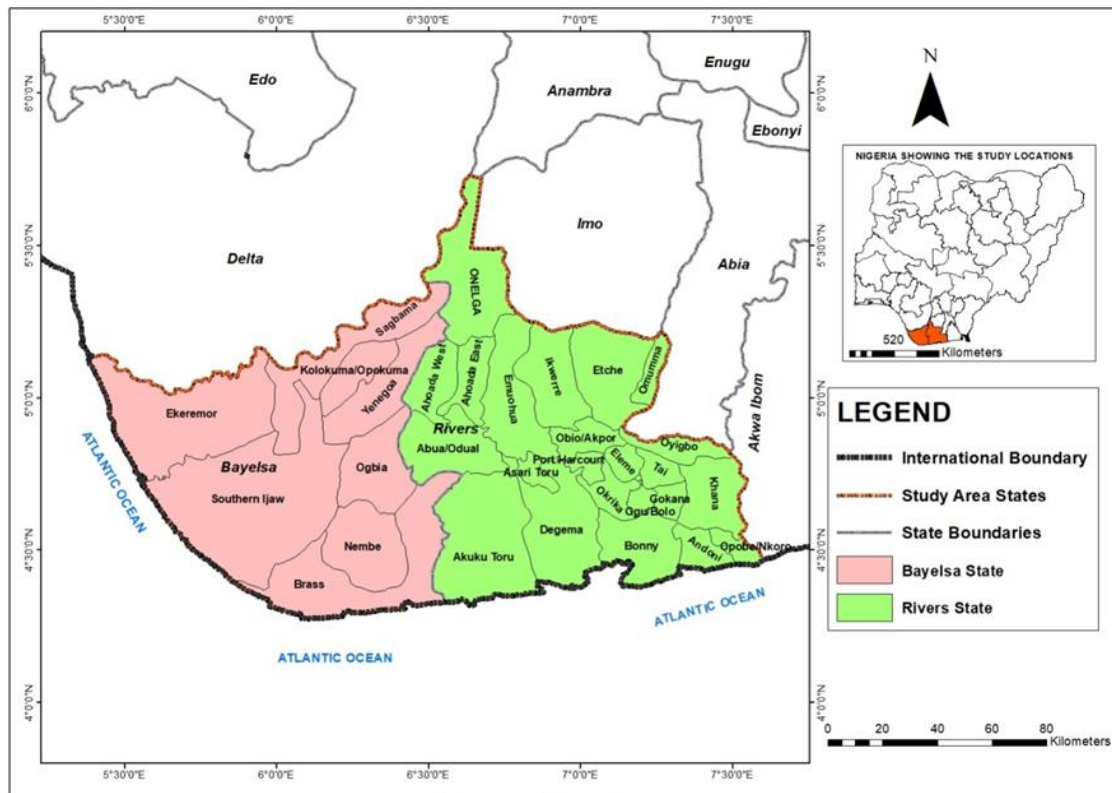 5°30'0"E 6°0'0"E 6°30'0"E 7°0'0"E 7°30'0"E
6°0'0"N
5°30'0"N
5°0'0"N
4°30'0"N
4°0'0"N
Edo
Enugu
Anambra
Ebonyi
Imo
Delta
Abia
Akwa Ibom
ONELGA
Sagbama
Kolokuma/Opokuma
Yenegoa
Ekeremor
Bayelsa
Southern Ijaw
Ogbia
Nembe
Brass
Ahoada West
Ahoada East
Emuohua
Ikwerre
Etche
Omumma
Rivers
Abua/Odual
Obio/Akpor
Oyigbo
Port Harcourt
Eleme
Tai
Asari Toru
Khana
Okrika
Gokana
Ogu/Bolo
Degema
Akuku Toru
Bonny
Andoni
Opobo/Nkoro
ATLANTIC OCEAN
ATLANTIC OCEAN
ATLANTIC OCEAN
6°0'0"N
5°30'0"N
5°0'0"N
4°30'0"N
4°0'0"N
5°30'0"E 6°0'0"E 6°30'0"E 7°0'0"E 7°30'0"E
N
NIGERIA SHOWING THE STUDY LOCATIONS
520
Kilometers
LEGEND
International Boundary
Study Area States
State Boundaries
Bayelsa State
Rivers State
0 20 40 60 80
Kilometers